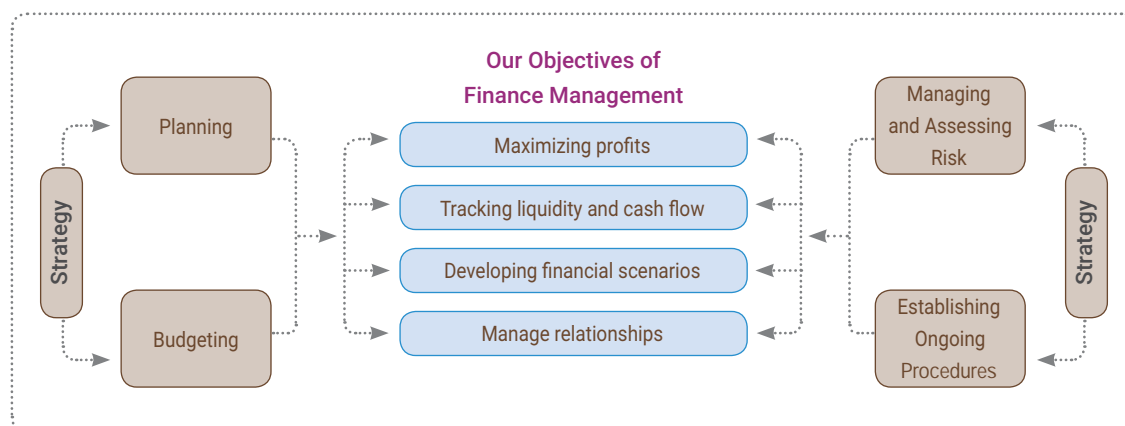 Our Objectives of
Finance Management
Strategy
Planning
Budgeting
Maximizing profits
Tracking liquidity and cash flow
Developing financial scenarios
Manage relationships
Managing
and Assessing
Risk
Establishing
Ongoing
Procedures
Strategy